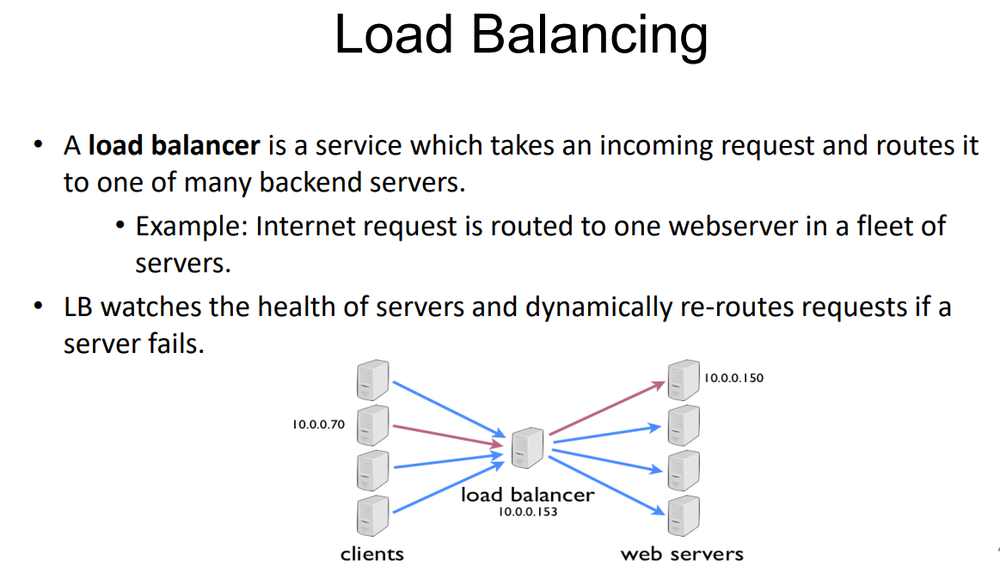 Load Balancing
• A load balancer is a service which takes an incoming request and routes it
to one of many backend servers.
• Example: Internet request is routed to one webserver in a fleet of
servers.
• LB watches the health of servers and dynamically re-routes requests if a
server fails.
10.0.0.150
10.0.0.70
load balancer
10.0.0.153
clients
web servers